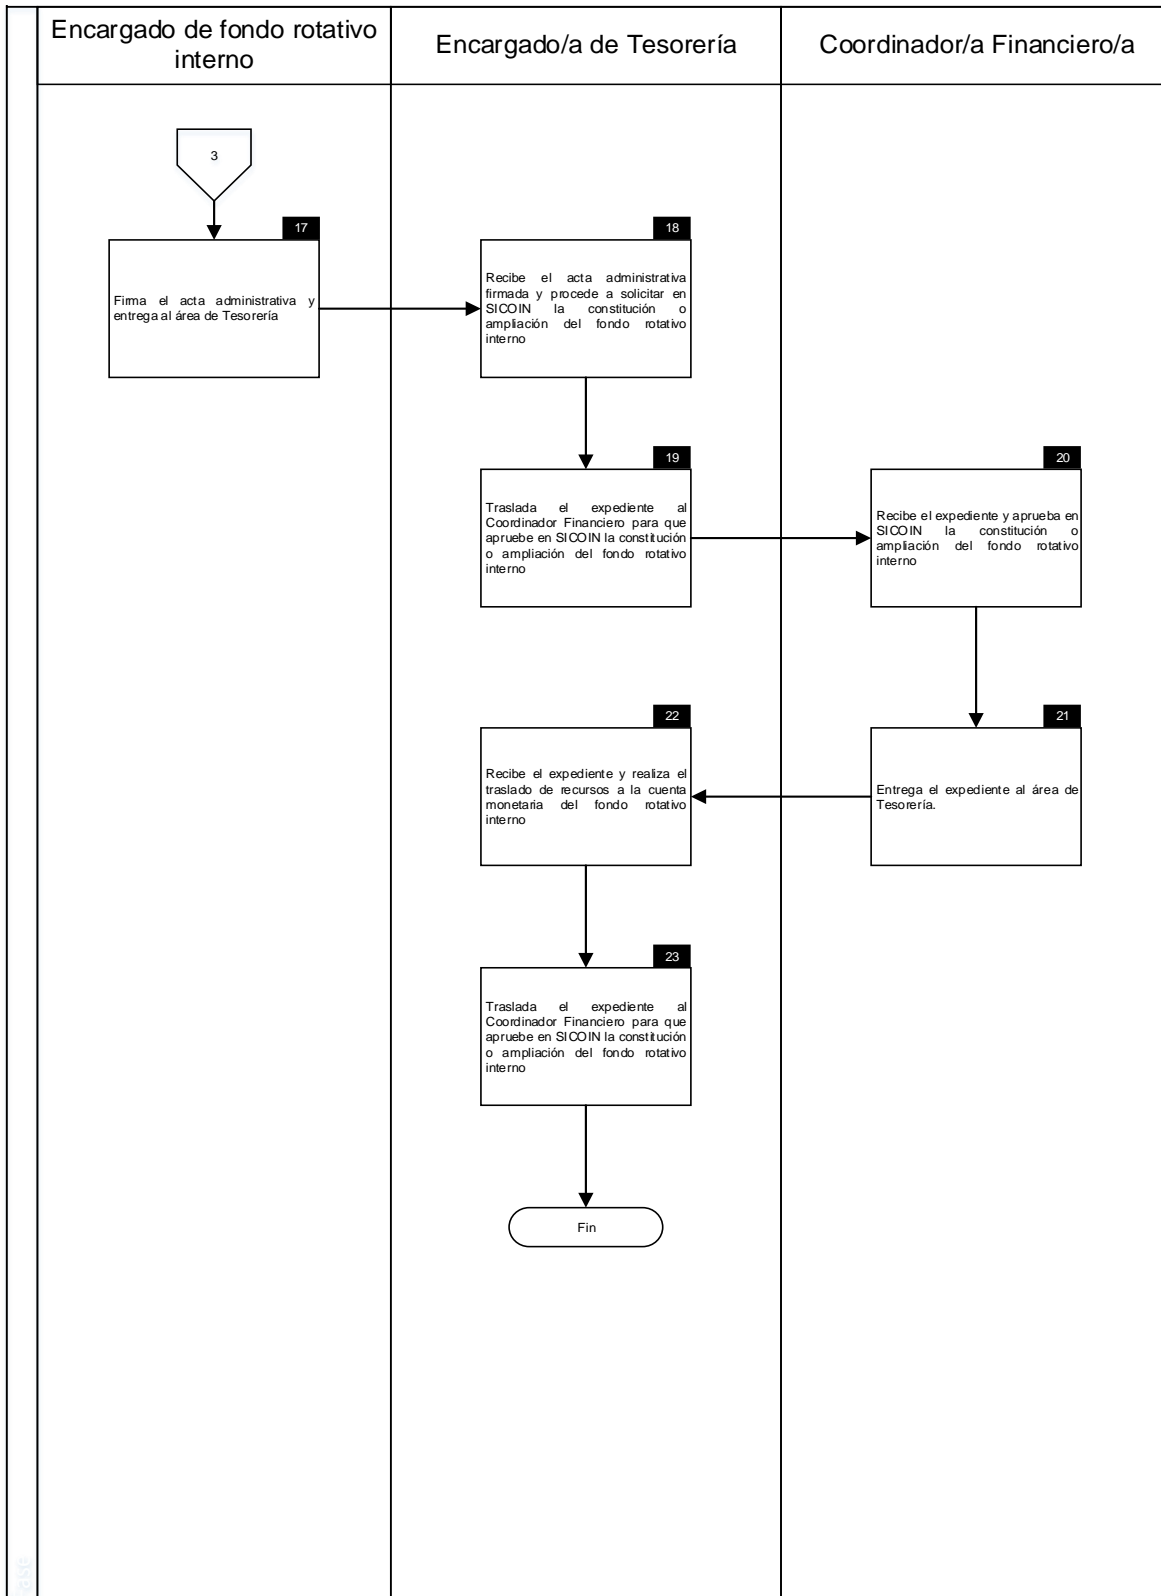 Encargado de fondo rotativo
interno
Encargado/a de Tesorería
Coordinador/a Financiero/a
3
17
Firma el acta administrativa y
entrega al área de Tesorería
18
Recibe el acta administrativa
firmada y procede a solicitar en
SICOIN la constitución o
ampliación del fondo rotativo
interno
19
Traslada el expediente al
Coordinador Financiero para que
apruebe en SICOIN la constitución
o ampliación del fondo rotativo
interno
20
Recibe el expediente y aprueba en
SICOIN la constitución o
ampliación del fondo rotativo
interno
21
Entrega el expediente al área de
Tesorería.
22
Recibe el expediente y realiza el
traslado de recursos a la cuenta
monetaria del fondo rotativo
interno
23
Traslada el expediente al
Coordinador Financiero para que
apruebe en SICOIN la constitución
o ampliación del fondo rotativo
interno
Fin